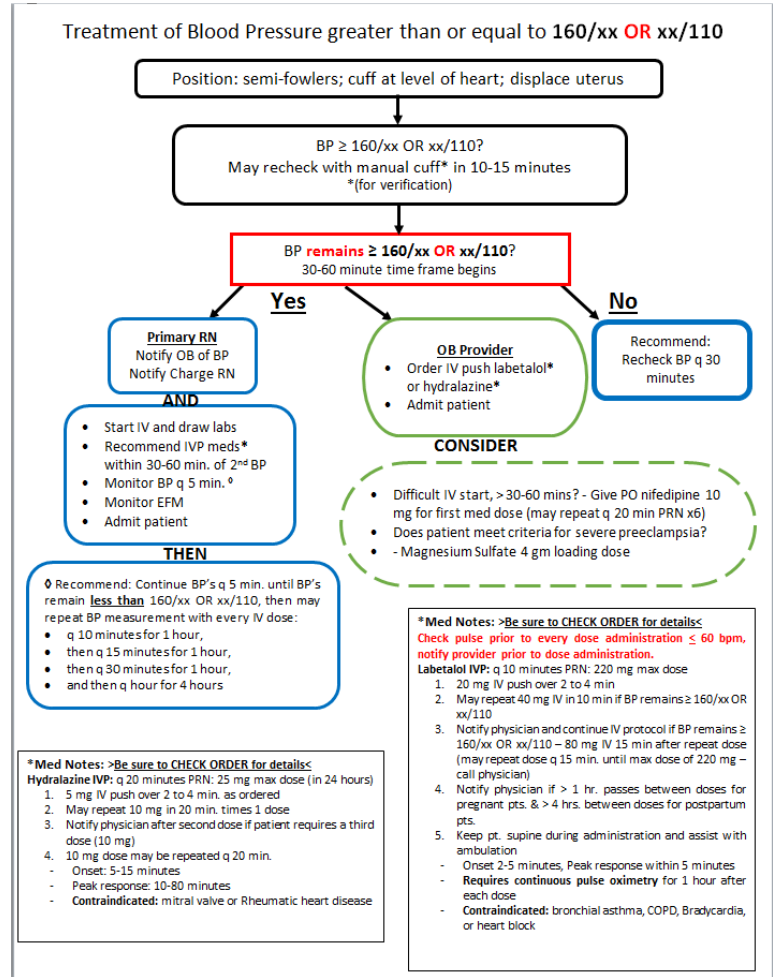 Treatment of Blood Pressure greater than or equal to 160/xx OR xx/110
Position: semi-fowlers; cuff at level of heart; displace uterus
BP ≥ 160/xx OR xx/110?
May recheck with manual cuff* in 10-15 minutes
*(for verification)
BP remains ≥ 160/xx OR xx/110?
30-60 minute time frame begins
Yes
No
Primary RN
Notify OB of BP
Notify Charge RN
OB Provider
• Order IV push labetalol*
or hydralazine*
• Admit patient
Recommend:
Recheck BP q 30
minutes
AND
• Start IV and draw labs
• Recommend IVP meds*
within 30-60 min. of 2nd BP
• Monitor BP q 5 min. ◊
• Monitor EFM
• Admit patient
CONSIDER
• Difficult IV start, > 30-60 mins? - Give PO nifedipine 10
mg for first med dose (may repeat q 20 min PRN x6)
• Does patient meet criteria for severe preeclampsia?
• - Magnesium Sulfate 4 gm loading dose
THEN
◊ Recommend: Continue BP's q 5 min. until BP's
remain less than 160/xx OR xx/110, then may
repeat BP measurement with every IV dose:
• q 10 minutes for 1 hour,
• then q 15 minutes for 1 hour,
• then q 30 minutes for 1 hour,
• and then q hour for 4 hours
*Med Notes: >Be sure to CHECK ORDER for details<
Check pulse prior to every dose administration ≤ 60 bpm,
notify provider prior to dose administration.
Labetalol IVP: q 10 minutes PRN: 220 mg max dose
1. 20 mg IV push over 2 to 4 min
2. May repeat 40 mg IV in 10 min if BP remains ≥ 160/xx OR
xx/110
3. Notify physician and continue IV protocol if BP remains ≥
160/xx OR xx/110 – 80 mg IV 15 min after repeat dose
(may repeat dose q 15 min. until max dose of 220 mg –
call physician)
4. Notify physician if > 1 hr. passes between doses for
pregnant pts. & > 4 hrs. between doses for postpartum
pts.
5. Keep pt. supine during administration and assist with
ambulation
- Onset 2-5 minutes, Peak response within 5 minutes
- Requires continuous pulse oximetry for 1 hour after
each dose
- Contraindicated: bronchial asthma, COPD, Bradycardia,
or heart block
*Med Notes: >Be sure to CHECK ORDER for details<
Hydralazine IVP: q 20 minutes PRN: 25 mg max dose (in 24 hours)
1. 5 mg IV push over 2 to 4 min. as ordered
2. May repeat 10 mg in 20 min. times 1 dose
3. Notify physician after second dose if patient requires a third
dose (10 mg)
4. 10 mg dose may be repeated q 20 min.
- Onset: 5-15 minutes
- Peak response: 10-80 minutes
- Contraindicated: mitral valve or Rheumatic heart disease